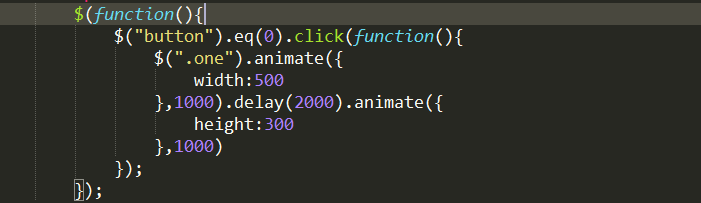 $(function(){
$("button").eq(0).click(function(){
$(".one").animate({
width:500
},1000).delay(2000).animate({
height:300
},1000)
});
});